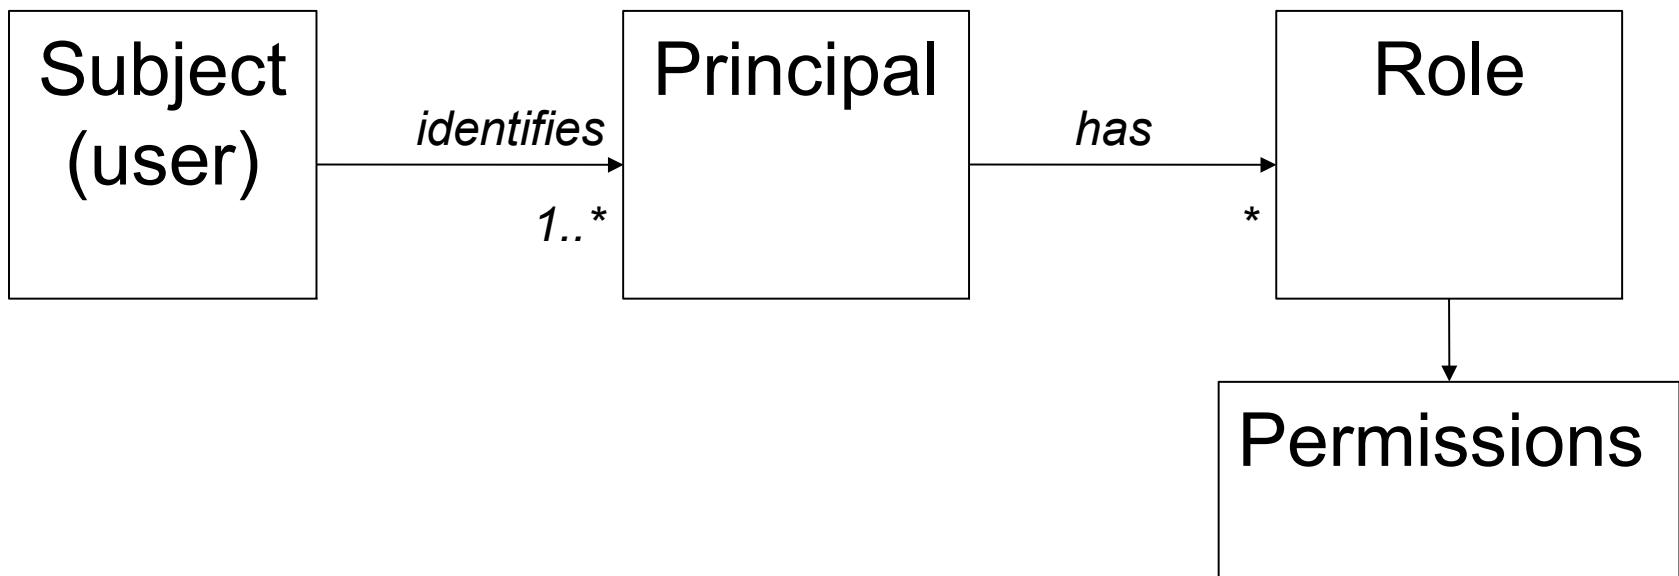 Subject
(user)
identifies
1..*
Principal
has
*
Role
Permissions